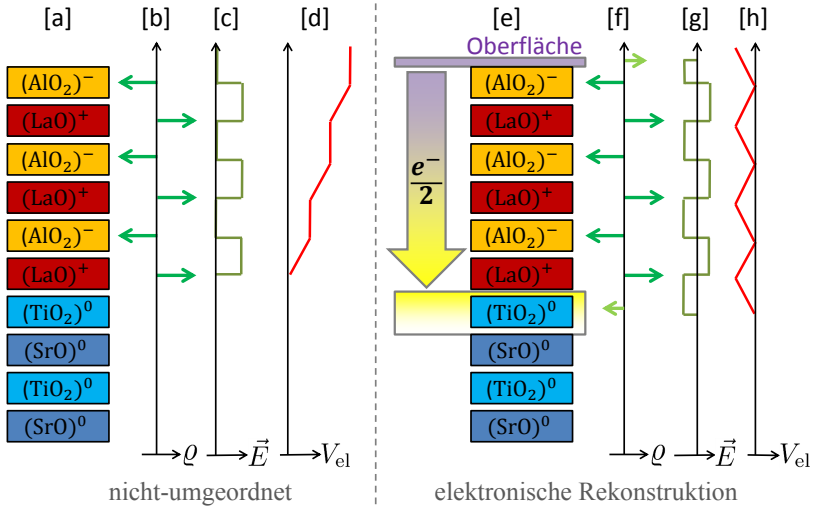 [a] [b] [c] [d] [e] [f] [g] [h]
Oberfläche
(AlO₂)⁻ (AlO₂)⁻
(LaO)⁺ (LaO)⁺
(AlO₂)⁻ (AlO₂)⁻
e⁻/2
(LaO)⁺ (LaO)⁺
(AlO₂)⁻ (AlO₂)⁻
(LaO)⁺ (LaO)⁺
(TiO₂)⁰ (TiO₂)⁰
(SrO)⁰ (SrO)⁰
(TiO₂)⁰ (TiO₂)⁰
(SrO)⁰ (SrO)⁰
ϱ E⃗ Vel ϱ E⃗ Vel
nicht-umgeordnet elektronische Rekonstruktion